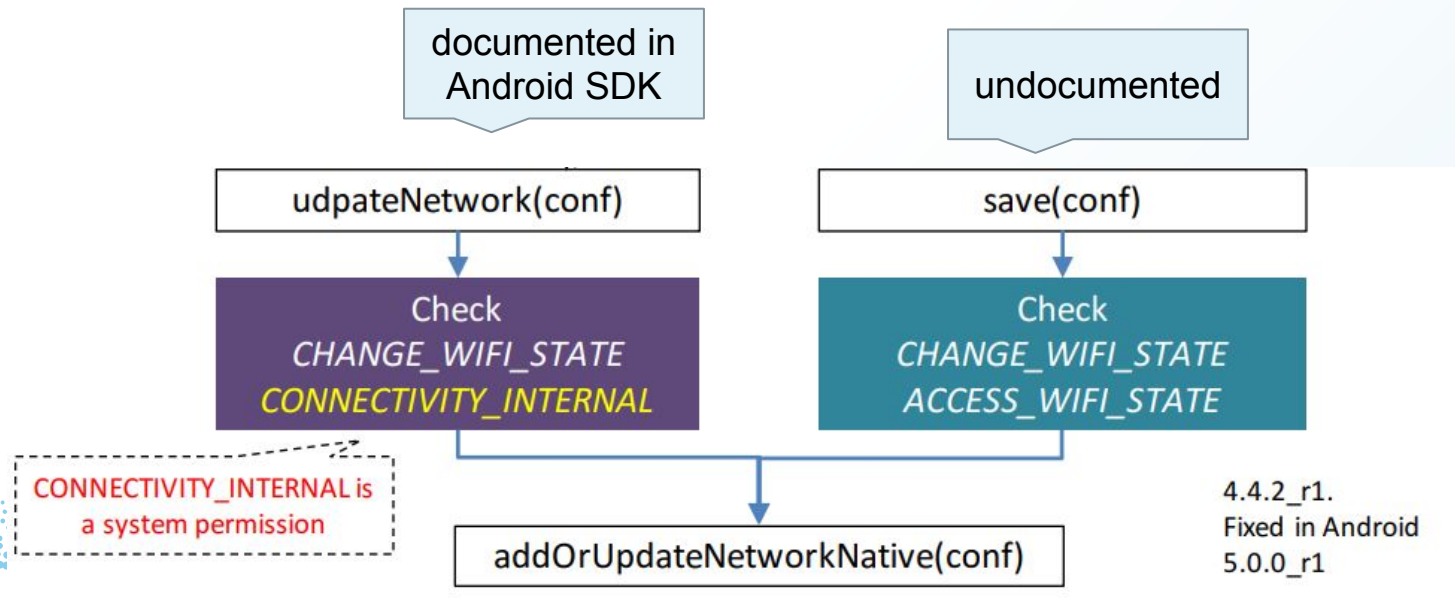 documented in
Android SDK
undocumented
udpateNetwork(conf)
save(conf)
Check
CHANGE_WIFI_STATE
CONNECTIVITY_INTERNAL
Check
CHANGE_WIFI_STATE
ACCESS_WIFI_STATE
CONNECTIVITY_INTERNAL is
a system permission
addOrUpdateNetworkNative(conf)
4.4.2_r1.
Fixed in Android
5.0.0_r1